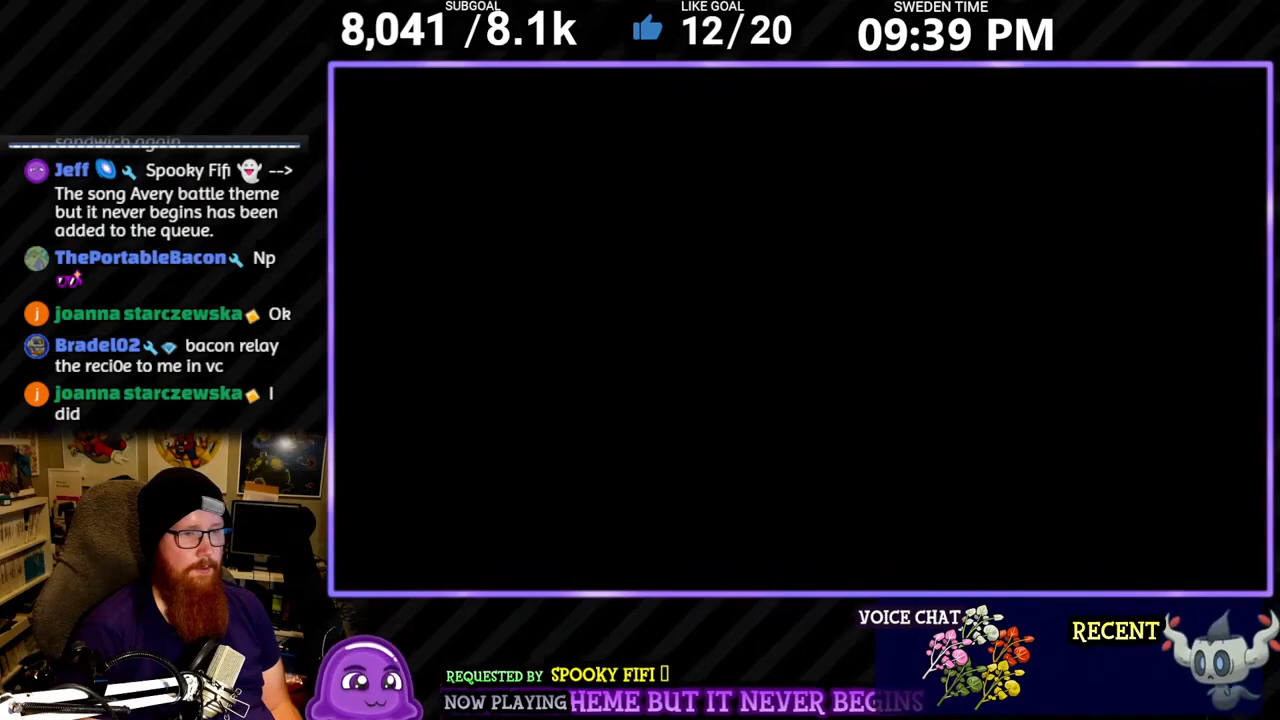 SUBGOAL
8,041 /8.1k
LIKE GOAL
12/20
SWEDEN TIME
09:39 PM
sandwich again
Jeff Spooky Fifi 👻 -->
The song Avery battle theme
but it never begins has been
added to the queue.
ThePortableBacon Np
joanna starczewska Ok
Bradel02 bacon relay
the reci0e to me in vc
joanna starczewska I
did
VOICE CHAT
RECENT
REQUESTED BY SPOOKY FIFI
NOW PLAYING HEME BUT IT NEVER BEGINS